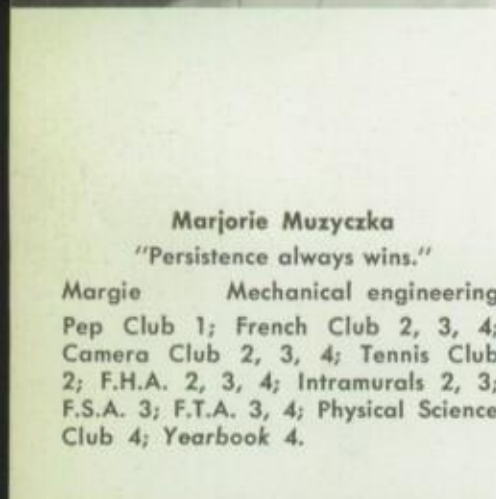 Marjorie Muzyczka
"Persistence always wins."
Margie Mechanical engineering
Pep Club 1; French Club 2, 3, 4;
Camera Club 2, 3, 4; Tennis Club
2; F.H.A. 2, 3, 4; Intramurals 2, 3;
F.S.A. 3; F.T.A. 3, 4; Physical Science
Club 4; Yearbook 4.